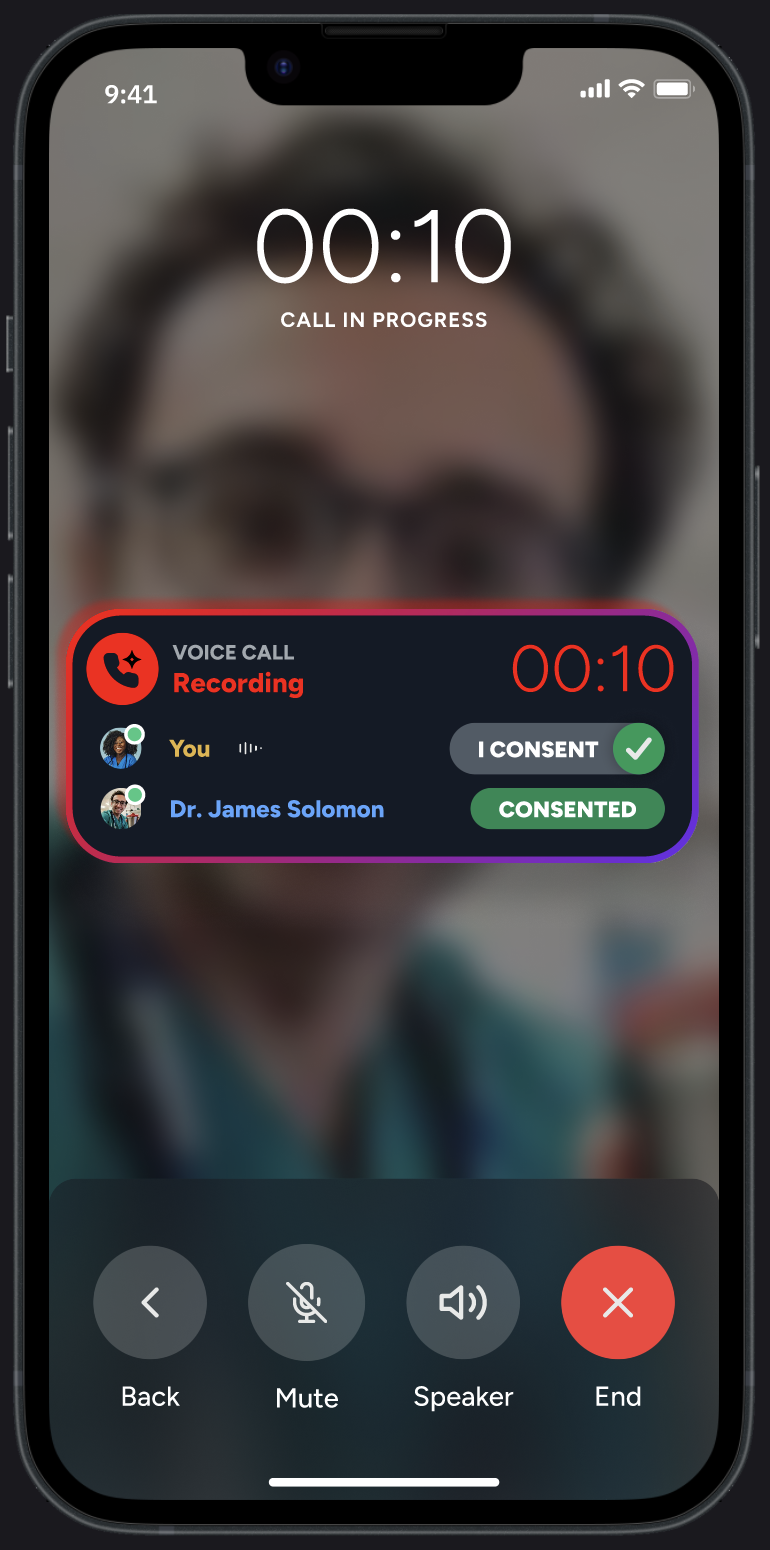 9:41
00:10
CALL IN PROGRESS
VOICE CALL
Recording
00:10
You
I CONSENT
Dr. James Solomon
CONSENTED
Back
Mute
Speaker
End